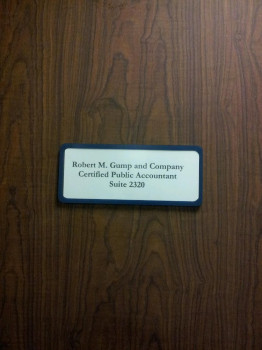 Robert M. Gump and Company
Certified Public Accountant
Suite 2320